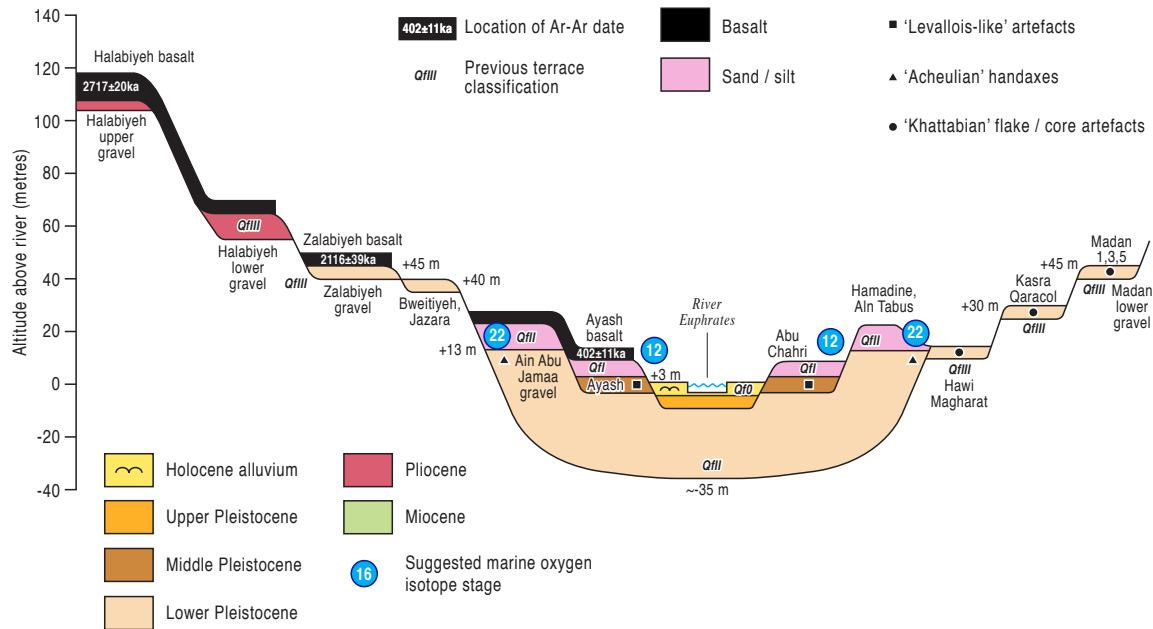 140
120
100
80
60
40
20
0
-20
-40
Altitude above river (metres)
402±11ka
Location of Ar-Ar date
QfIII
Previous terrace
classification
Basalt
Sand / silt
'Levallois-like' artefacts
'Acheulian' handaxes
'Khattabian' flake / core artefacts
Halabiyeh basalt
2717±20ka
Halabiyeh
upper
gravel
QfIII
Halabiyeh
lower
gravel
Zalabiyeh basalt
2116±39ka
QfIII
Zalabiyeh
gravel
+45 m
Bweitiyeh,
Jazara
+40 m
22
QfII
+13 m
Ain Abu
Jamaa
gravel
Ayash
basalt
402±11ka
12
QfI
Ayash
+3 m
River
Euphrates
Qf0
Abu
Chahri
12
QfI
Hamadine,
Aln Tabus
22
QfII
QfIII
Hawi
Magharat
+30 m
Kasra
Qaracol
QfIII
+45 m
Madan
1,3,5
QfIII
Madan
lower
gravel
QfII
~-35 m
Holocene alluvium
Upper Pleistocene
Middle Pleistocene
Lower Pleistocene
Pliocene
Miocene
16
Suggested marine oxygen
isotope stage